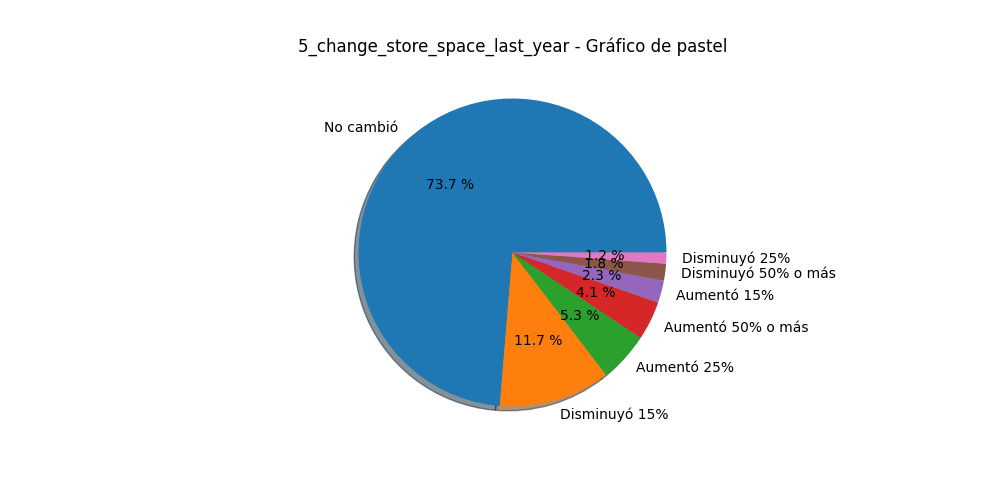 5_change_store_space_last_year - Gráfico de pastel
No cambió
73.7 %
1.2 %
Disminuyó 25%
1.8 %
Disminuyó 50% o más
2.3 %
Aumentó 15%
4.1 %
Aumentó 50% o más
5.3 %
Aumentó 25%
11.7 %
Disminuyó 15%